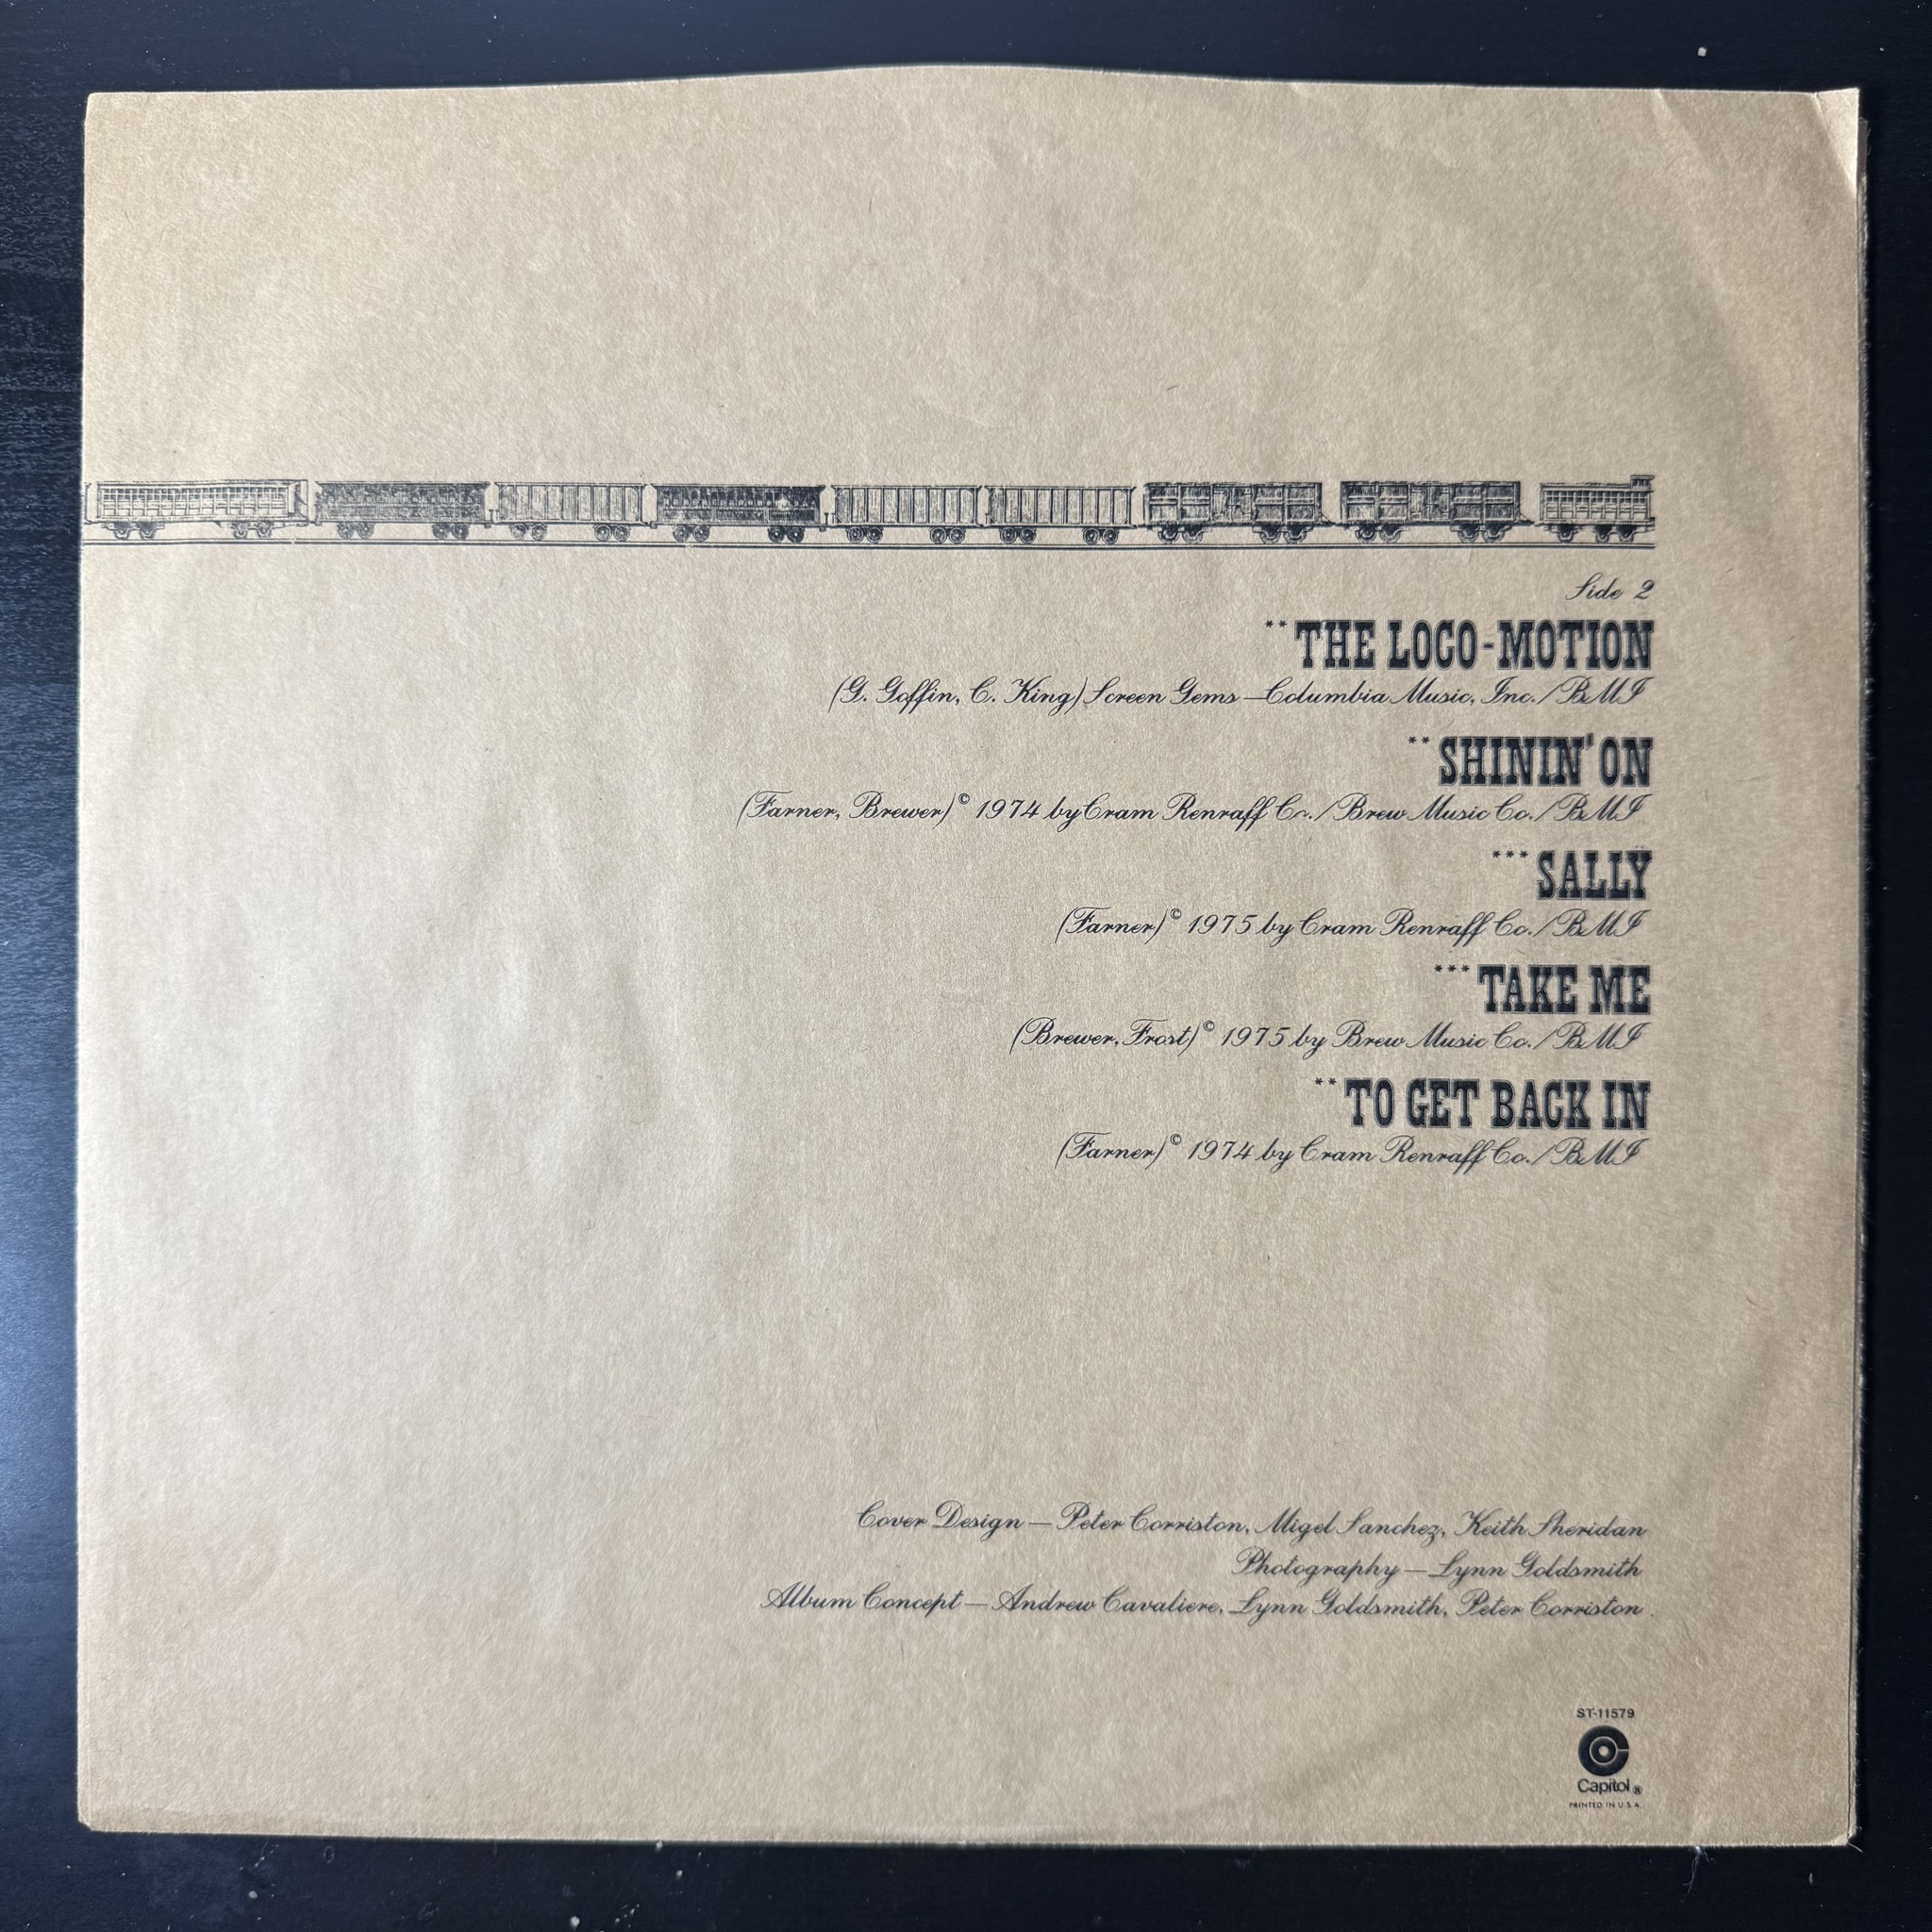 Side 2
**THE LOCO-MOTION
(G. Goffin, C. King) Screen Gems—Columbia Music, Inc./BMI
**SHININ' ON
(Farner, Brewer)© 1974 by Cram Renraff Co./Brew Music Co./BMI
***SALLY
(Farner)© 1975 by Cram Renraff Co./BMI
***TAKE ME
(Brewer, Frost)© 1975 by Brew Music Co./BMI
**TO GET BACK IN
(Farner)© 1974 by Cram Renraff Co./BMI
Cover Design—Peter Corriston, Migel Sanchez, Keith Sheridan
Photography—Lynn Goldsmith
Album Concept—Andrew Cavaliere, Lynn Goldsmith, Peter Corriston
ST-11579
Capitol®
PRINTED IN U.S.A.